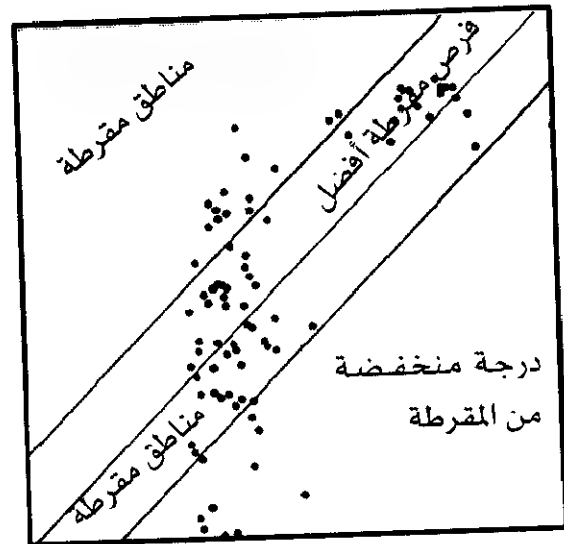 مناطق مقرطة
فرص مقرطة أفضل
درجة منخفضة
من المقرطة
مناطق مقرطة